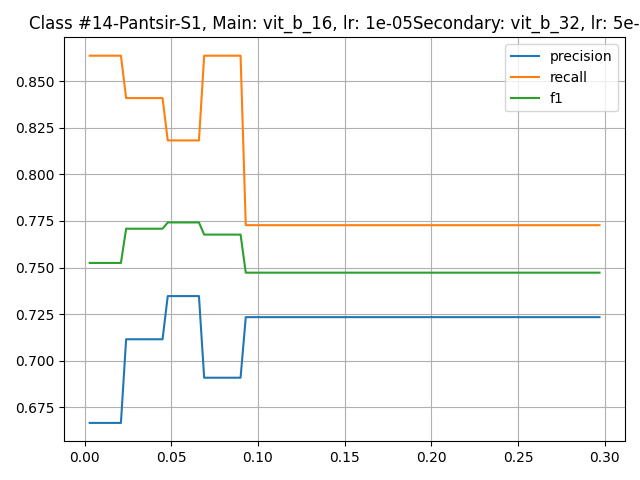 Class #14-Pantsir-S1, Main: vit_b_16, lr: 1e-05Secondary: vit_b_32, lr: 5e-
precision
recall
f1
0.850
0.825
0.800
0.775
0.750
0.725
0.700
0.675
0.00 0.05 0.10 0.15 0.20 0.25 0.30